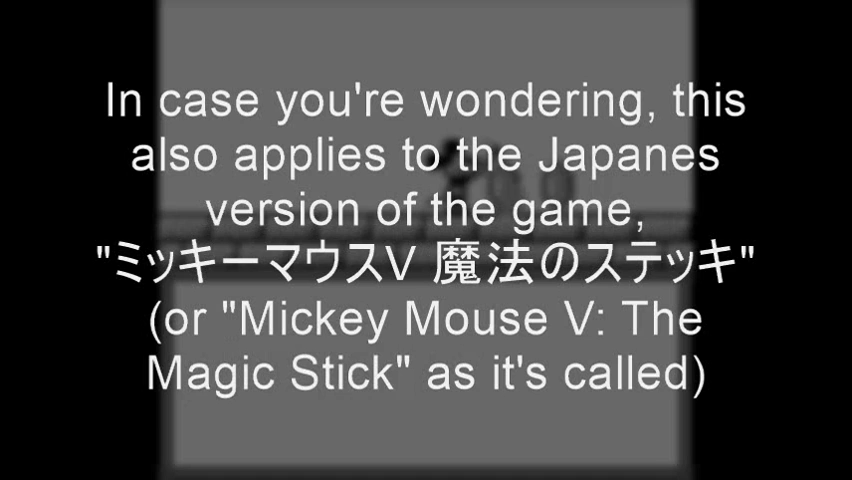 In case you're wondering, this
also applies to the Japanes
version of the game,
"ミッキーマウスV 魔法のステッキ"
(or "Mickey Mouse V: The
Magic Stick" as it's called)